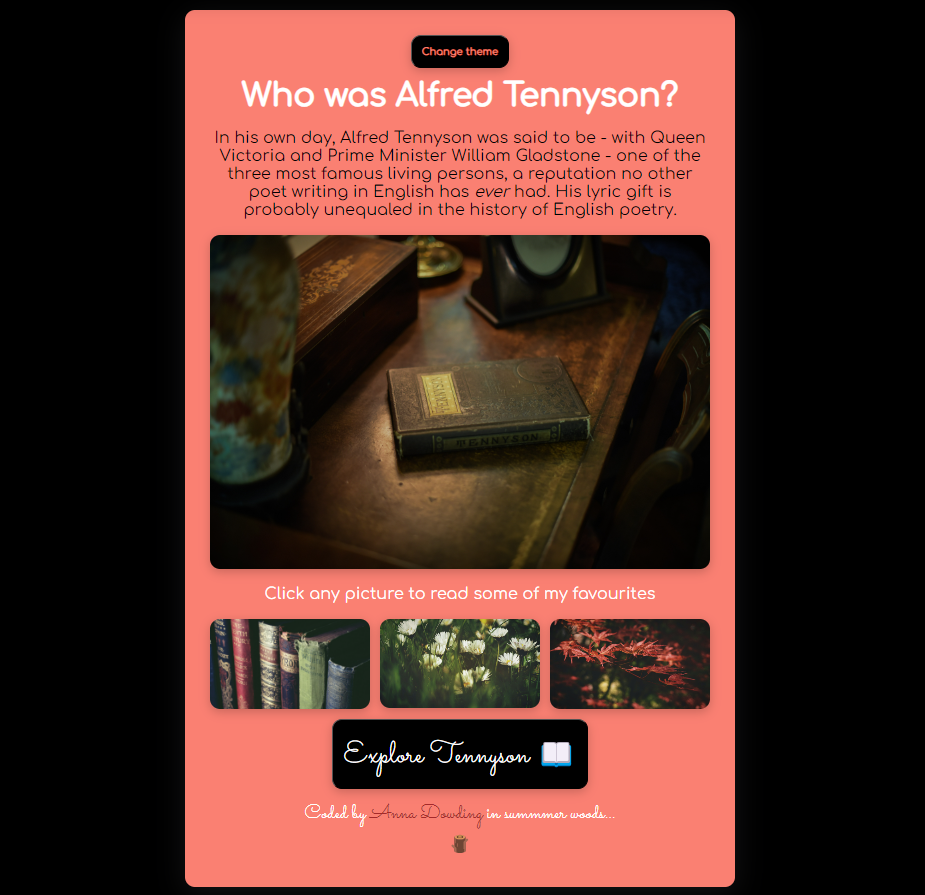 Change theme
Who was Alfred Tennyson?
In his own day, Alfred Tennyson was said to be - with Queen
Victoria and Prime Minister William Gladstone - one of the
three most famous living persons, a reputation no other
poet writing in English has ever had. His lyric gift is
probably unequaled in the history of English poetry.
TENNYSON
Click any picture to read some of my favourites
Explore Tennyson 📖
Coded by Anna Dowding in summmer woods...